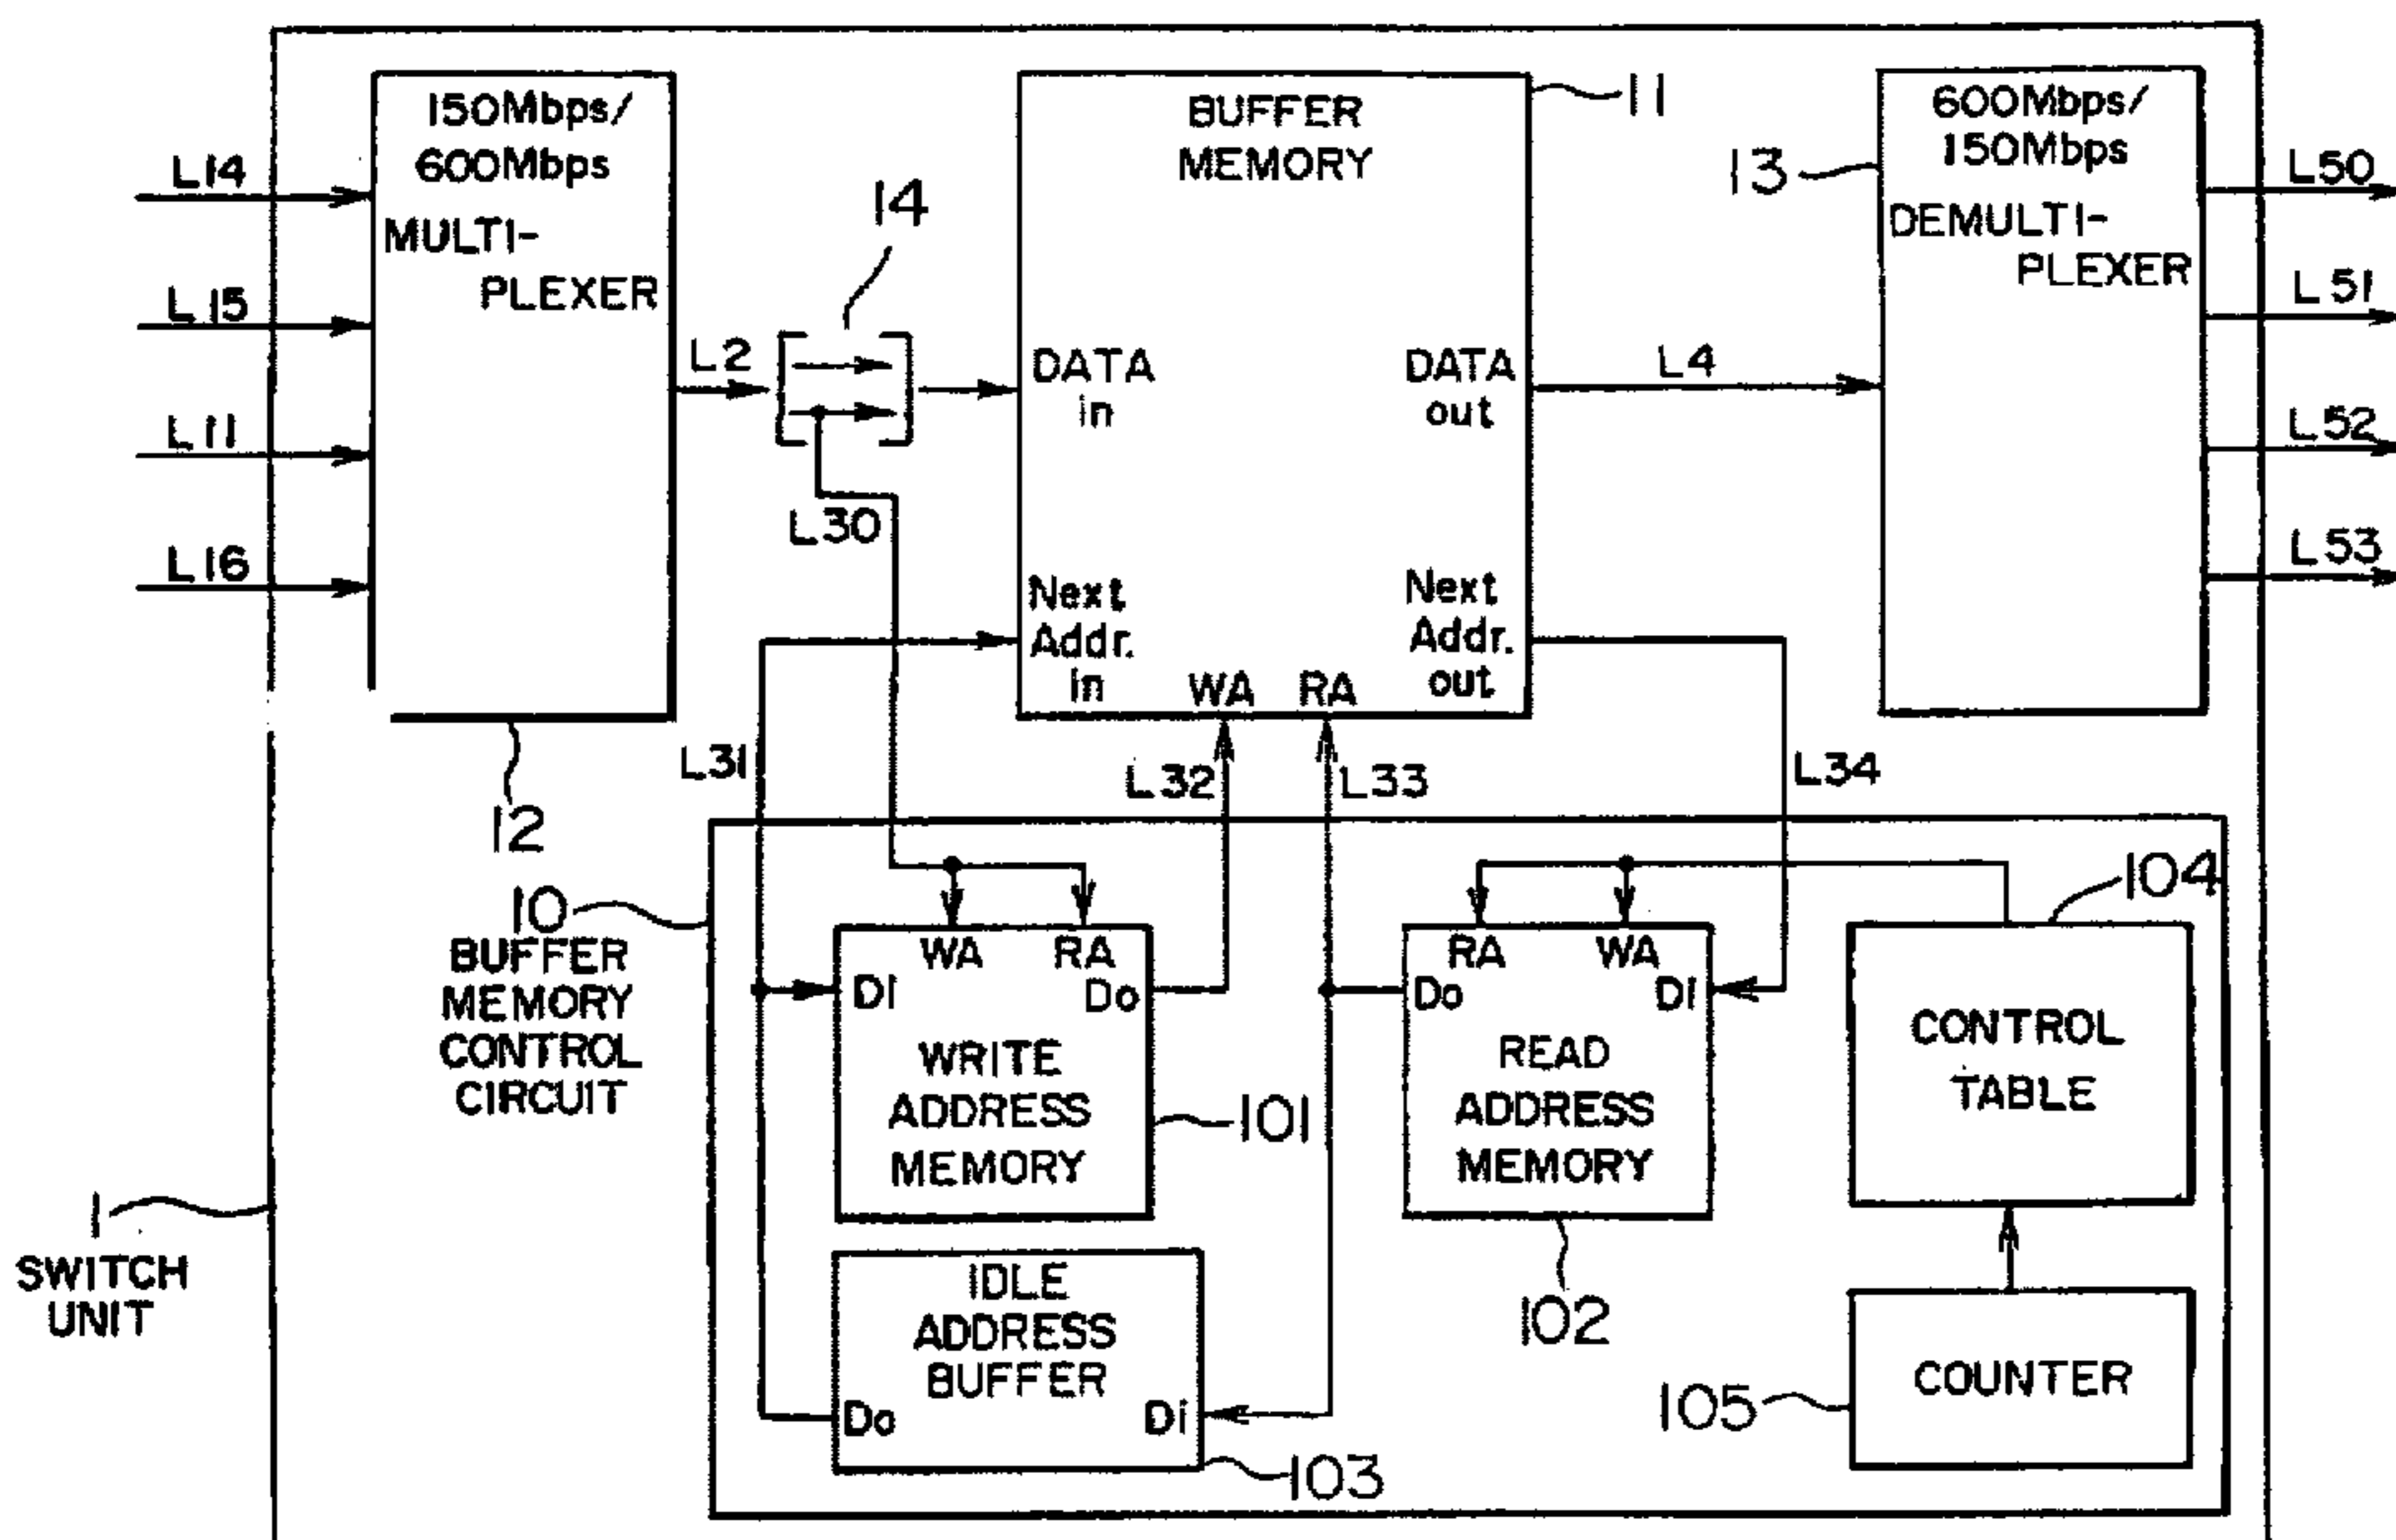 150Mbps/
600Mbps
MULTI-
PLEXER
L14
L15
L11
L16
12
L2
14
L30
BUFFER
MEMORY
11
DATA
in
DATA
out
Next
Addr.
in
Next
Addr.
out
WA
RA
L4
600Mbps/
150Mbps
DEMULTI-
PLEXER
13
L50
L51
L52
L53
L31
L32
L33
L34
10
BUFFER
MEMORY
CONTROL
CIRCUIT
WA
RA
Di
Do
WRITE
ADDRESS
MEMORY
101
RA
WA
Do
Di
READ
ADDRESS
MEMORY
102
104
CONTROL
TABLE
1
SWITCH
UNIT
IDLE
ADDRESS
BUFFER
Do
Di
103
COUNTER
105